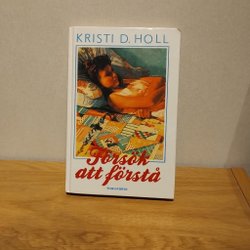 KRISTI D. HOLL
Försök
att förstå